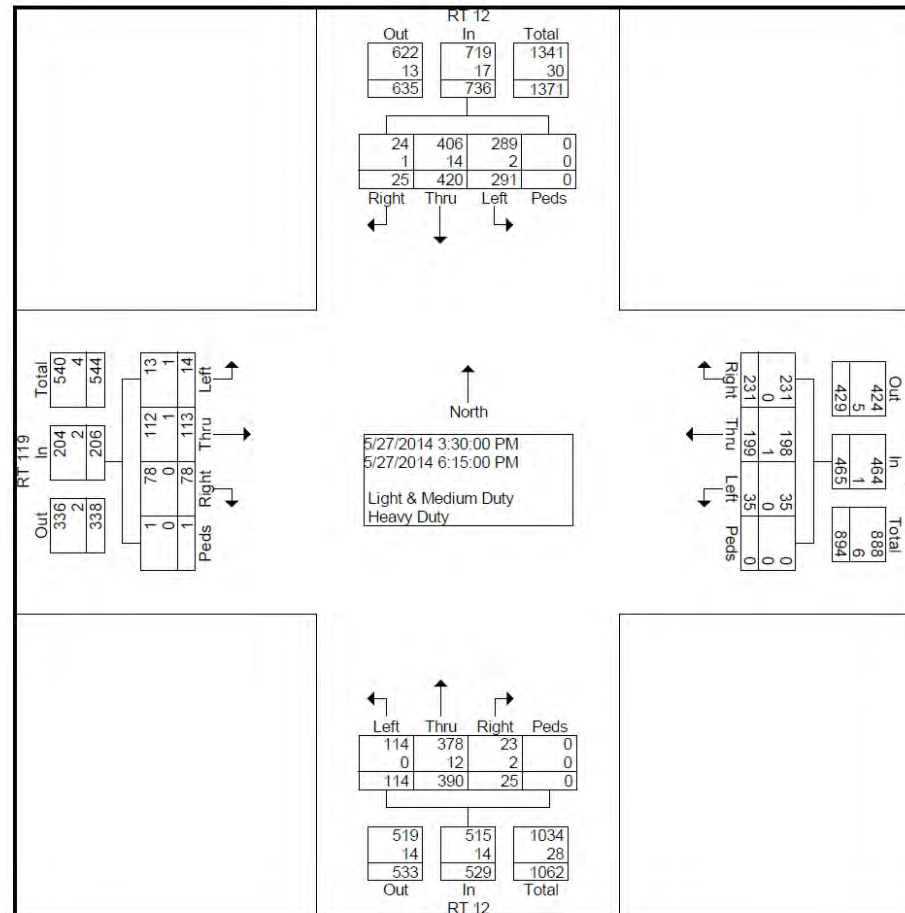 RT 12
Out In Total
622 719 1341
13 17 30
635 736 1371
24 406 289 0
1 14 2 0
25 420 291 0
Right Thru Left Peds
RT 119
Total In Out
540 204 336
4 2 2
544 206 338
13 112 78 1
1 1 0 0
14 113 78 1
Left Thru Right Peds
North
5/27/2014 3:30:00 PM
5/27/2014 6:15:00 PM
Light & Medium Duty
Heavy Duty
Right Thru Left Peds
231 199 35 0
0 1 0 0
231 198 35 0
Out In Total
424 464 888
5 1 6
429 465 894
Left Thru Right Peds
114 378 23 0
0 12 2 0
114 390 25 0
519 515 1034
14 14 28
533 529 1062
Out In Total
RT 12